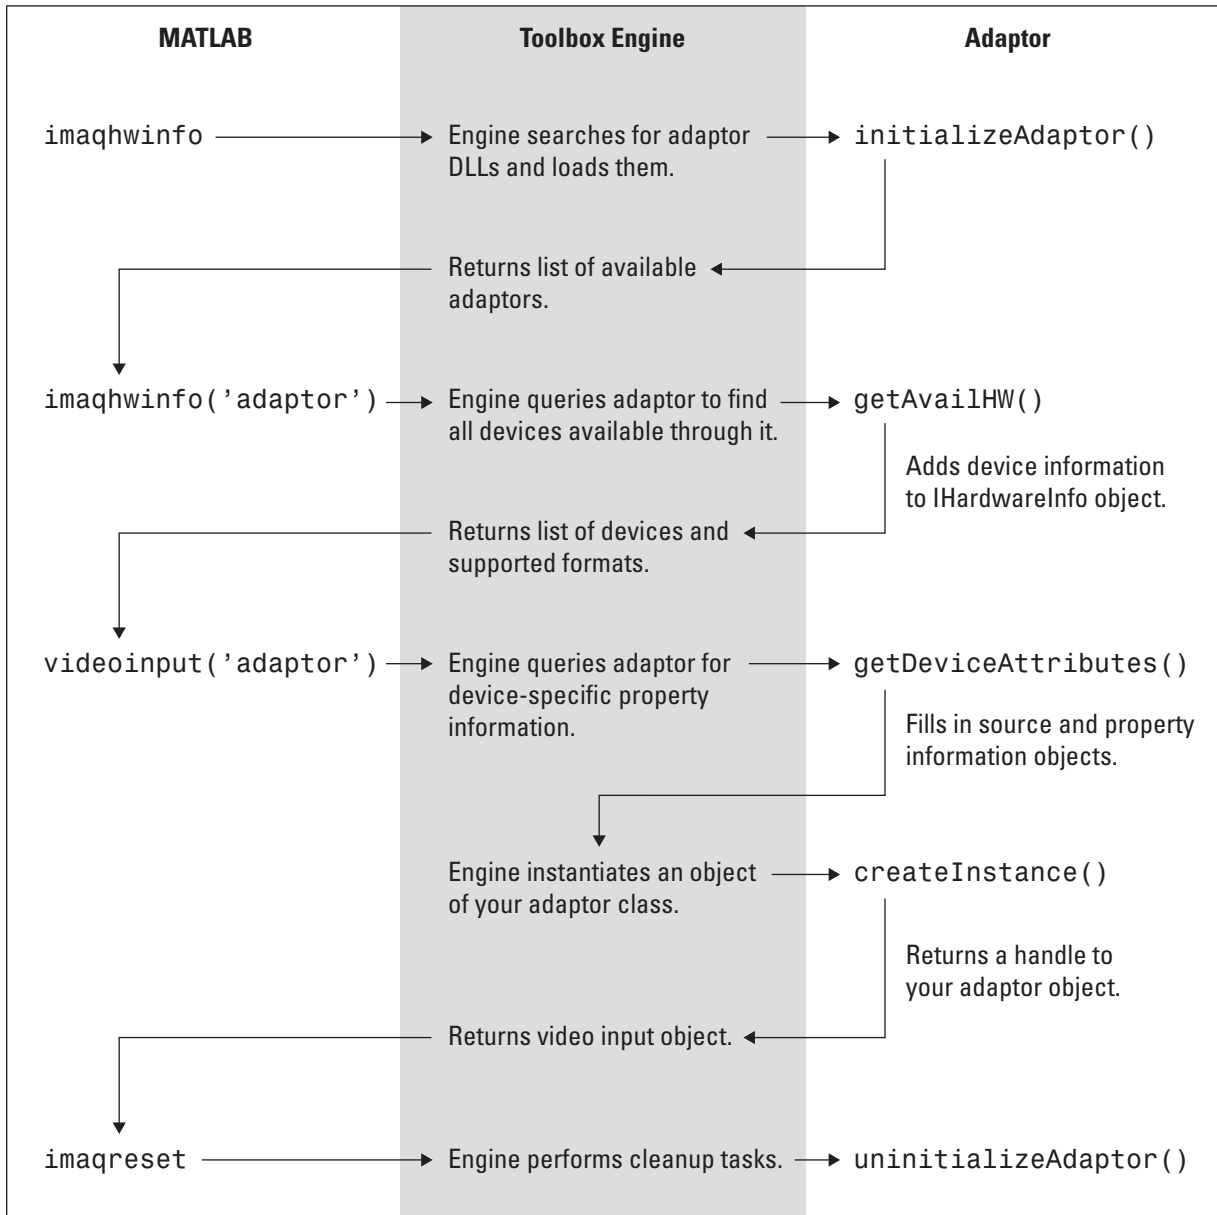 MATLAB
Toolbox Engine
Adaptor
imaqhwinfo
Engine searches for adaptor
DLLs and loads them.
initializeAdaptor()
Returns list of available
adaptors.
imaqhwinfo('adaptor')
Engine queries adaptor to find
all devices available through it.
getAvailHW()
Adds device information
to IHardwareInfo object.
Returns list of devices and
supported formats.
videoinput('adaptor')
Engine queries adaptor for
device-specific property
information.
getDeviceAttributes()
Fills in source and property
information objects.
Engine instantiates an object
of your adaptor class.
createInstance()
Returns a handle to
your adaptor object.
Returns video input object.
imaqreset
Engine performs cleanup tasks.
uninitializeAdaptor()